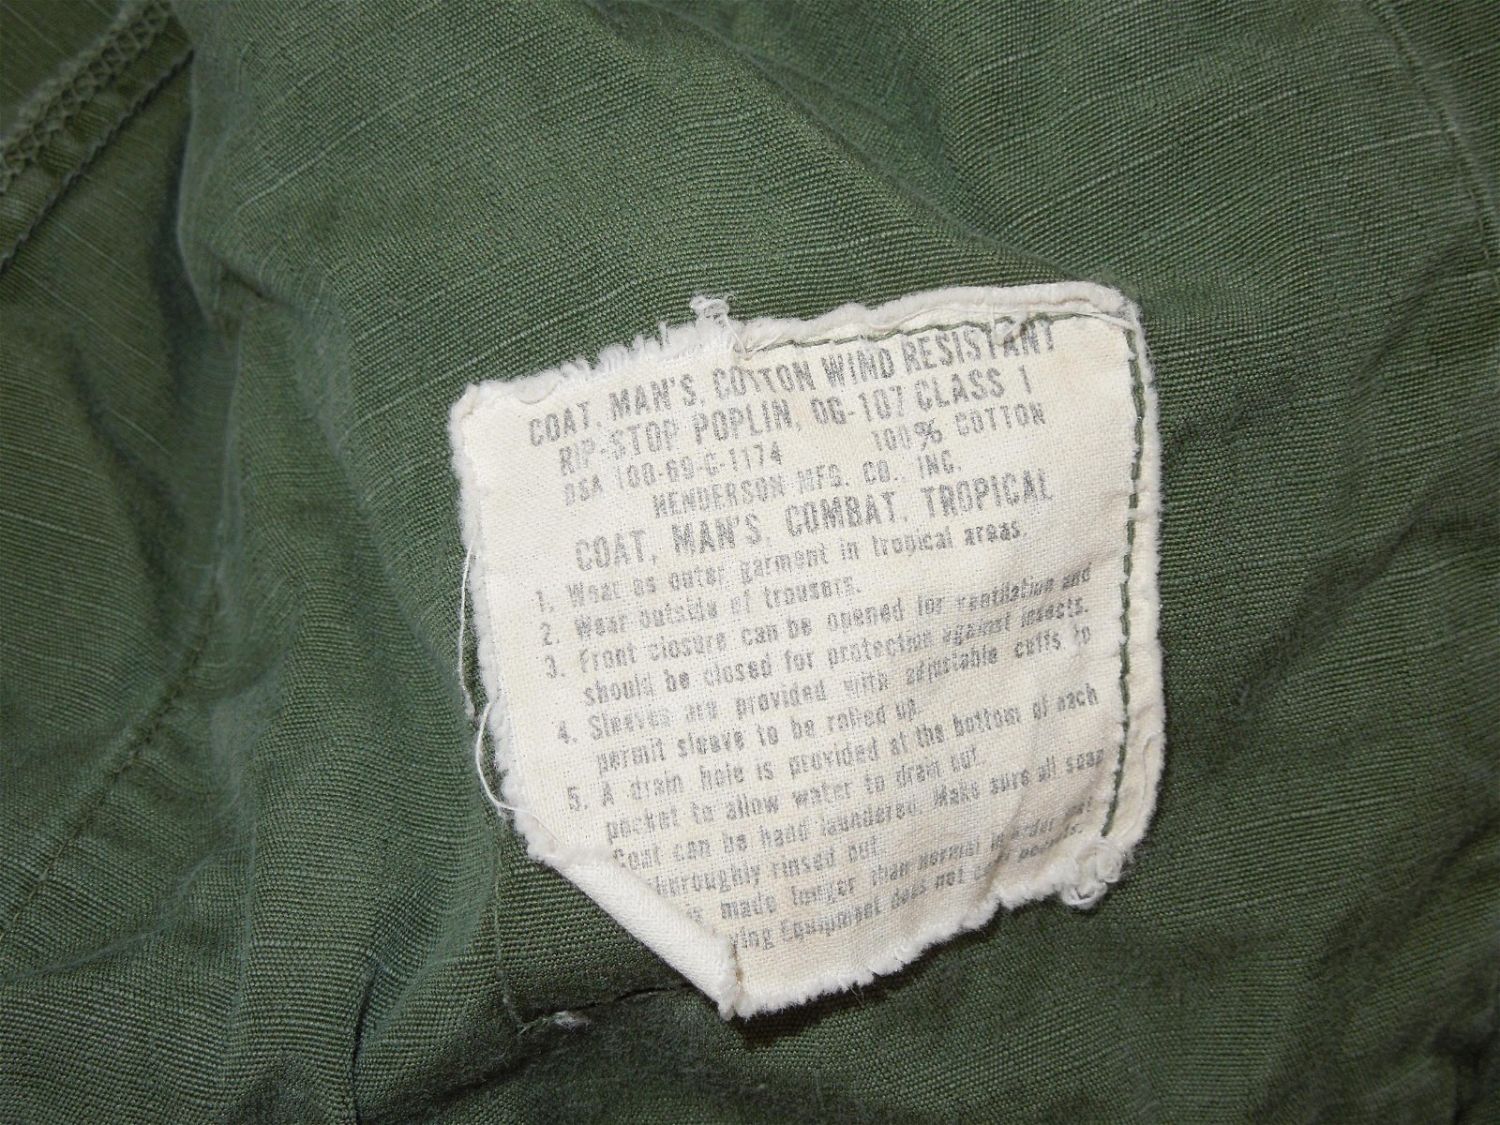 COAT, MAN'S, COTTON WIND RESISTANT
RIP-STOP POPLIN, OG-107 CLASS 1
DSA 100-69-C-1174 100% COTTON
HENDERSON MFG. CO., INC.
COAT, MAN'S, COMBAT, TROPICAL
1. Wear as outer garment in tropical areas.
2. Wear outside of trousers.
3. Front closure can be opened for ventilation and
should be closed for protection against insects.
4. Sleeves are provided with adjustable cuffs to
permit sleeve to be rolled up.
5. A drain hole is provided at the bottom of each
pocket to allow water to drain out.
Coat can be hand laundered. Make sure all soap
thoroughly rinsed out.
is made longer than normal in order that
ying Equipment does not